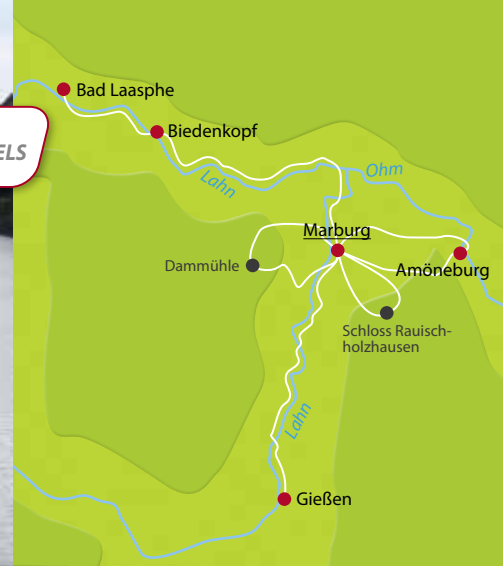 Bad Laasphe
Biedenkopf
ELS
Lahn
Ohm
Marburg
Dammühle
Amöneburg
Schloss Rauisch-
holzhausen
Lahn
Gießen